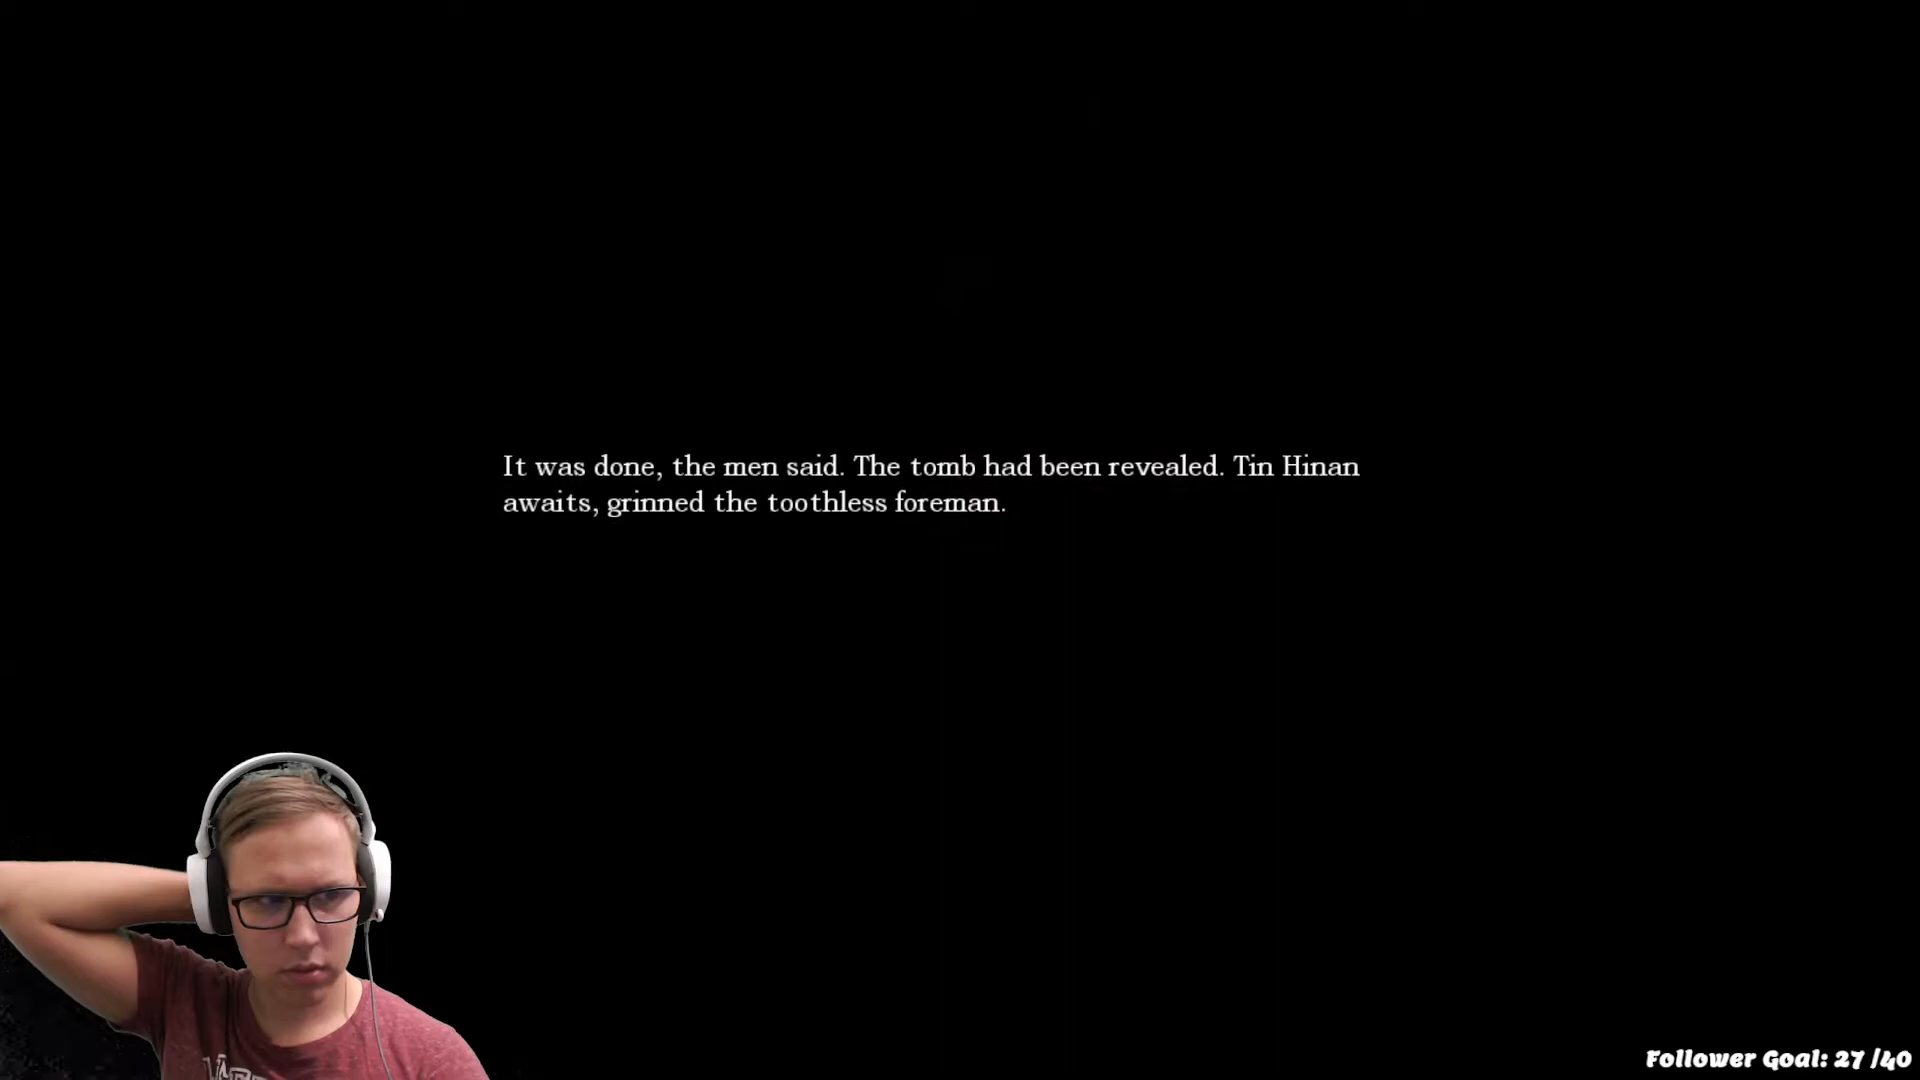 It was done, the men said. The tomb had been revealed. Tin Hinan
awaits, grinned the toothless foreman.
Follower Goal: 27 /40